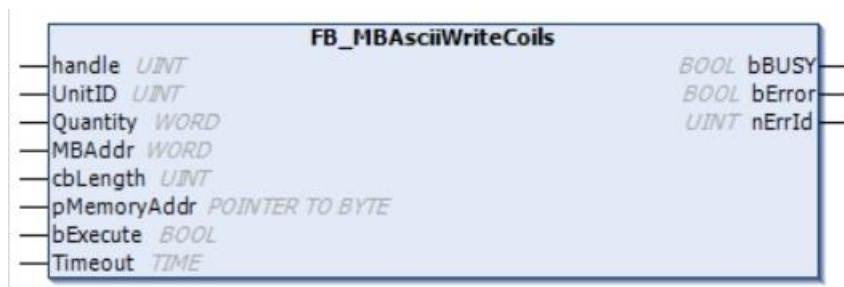 FB_MBAsciiWriteCoils
handle UINT BOOL bBUSY
UnitID UINT BOOL bError
Quantity WORD UINT nErrId
MBAddr WORD
cbLength UINT
pMemoryAddr POINTER TO BYTE
bExecute BOOL
Timeout TIME